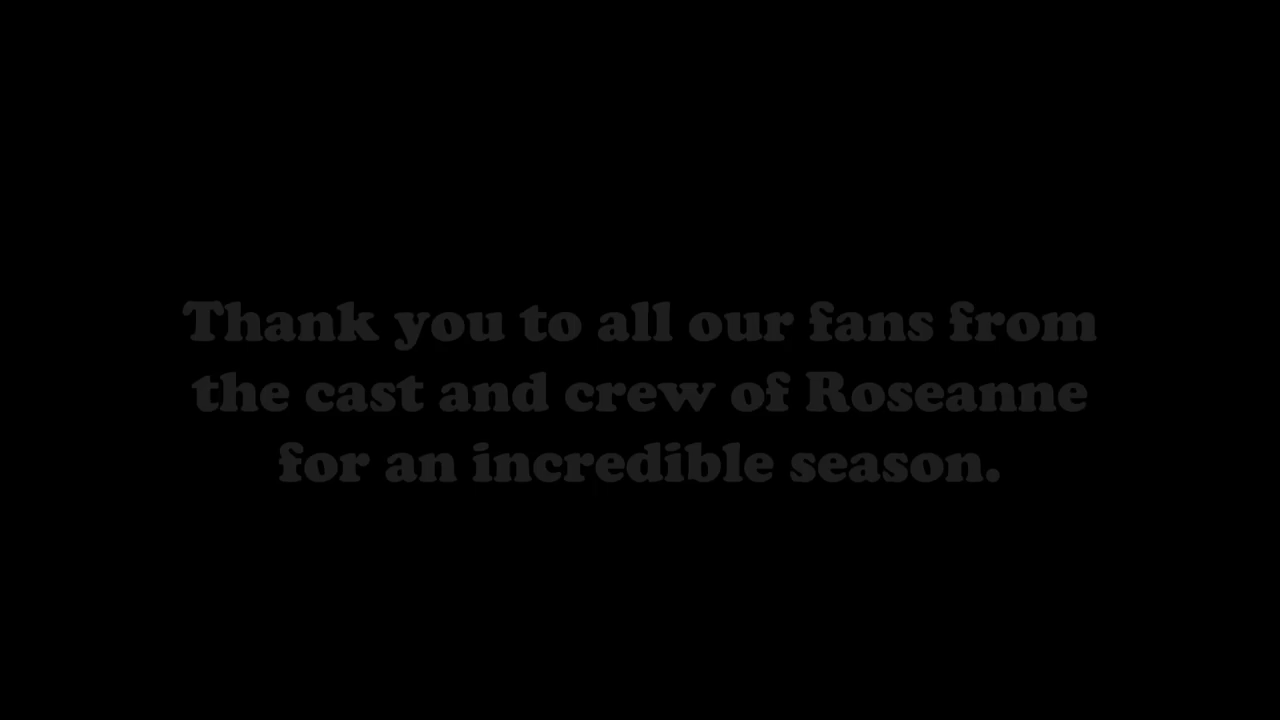 Thank you to all our fans from
the cast and crew of Roseanne
for an incredible season.